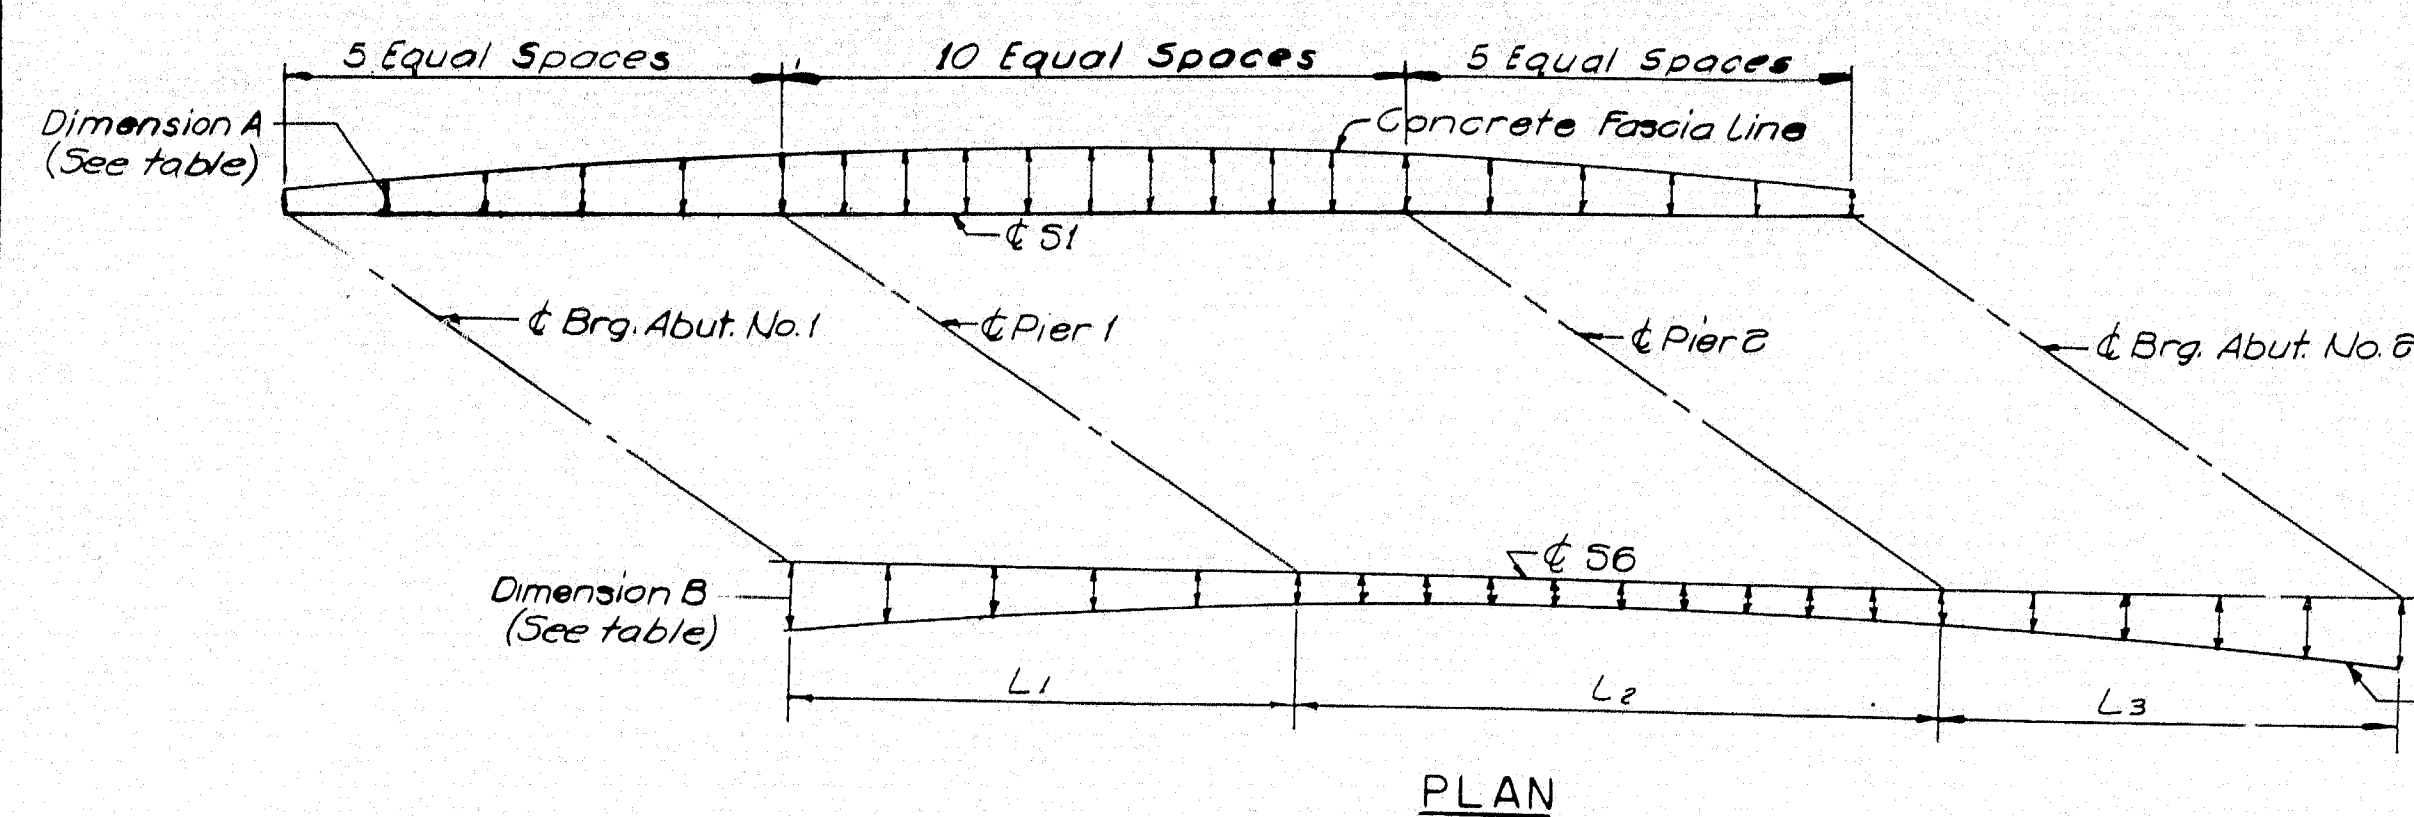 5 Equal Spaces
10 Equal Spaces
5 Equal Spaces
Dimension A
(See table)
Concrete Fascia Line
℄ S1
℄ Brg. Abut. No. 1
℄ Pier 1
℄ Pier 2
℄ Brg. Abut. No. 2
℄ S6
Dimension B
(See table)
L1
L2
L3
PLAN